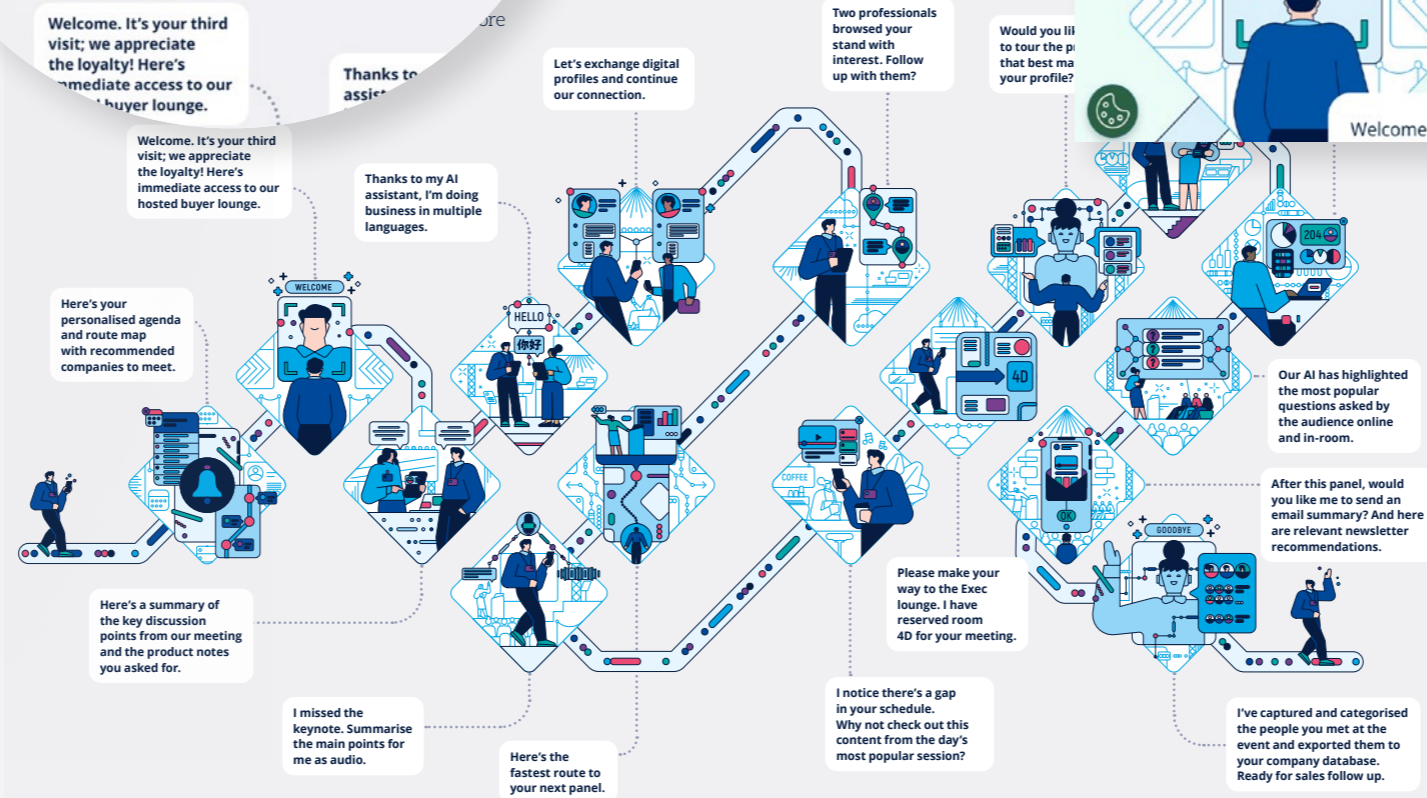 ore
Welcome. It's your third
visit; we appreciate
the loyalty! Here's
immediate access to our
buyer lounge.
Thanks to
Welcome. It's your third
visit; we appreciate
the loyalty! Here's
immediate access to our
hosted buyer lounge.
Thanks to my AI
assistant, I'm doing
business in multiple
languages.
Let's exchange digital
profiles and continue
our connection.
Two professionals
browsed your
stand with
interest. Follow
up with them?
Would you
to tour the
that best
your profile?
Welcome
Here's your
personalised agenda
and route map
with recommended
companies to meet.
WELCOME
HELLO
你好
204
4D
COFFEE
OK
GOODBYE
Our AI has highlighted
the most popular
questions asked by
the audience online
and in-room.
After this panel, would
you like me to send an
email summary? And here
are relevant newsletter
recommendations.
Here's a summary of
the key discussion
points from our meeting
and the product notes
you asked for.
Please make your
way to the Exec
lounge. I have
reserved room
4D for your meeting.
I missed the
keynote. Summarise
the main points for
me as audio.
Here's the
fastest route to
your next panel.
I notice there's a gap
in your schedule.
Why not check out this
content from the day's
most popular session?
I've captured and categorised
the people you met at the
event and exported them to
your company database.
Ready for sales follow up.